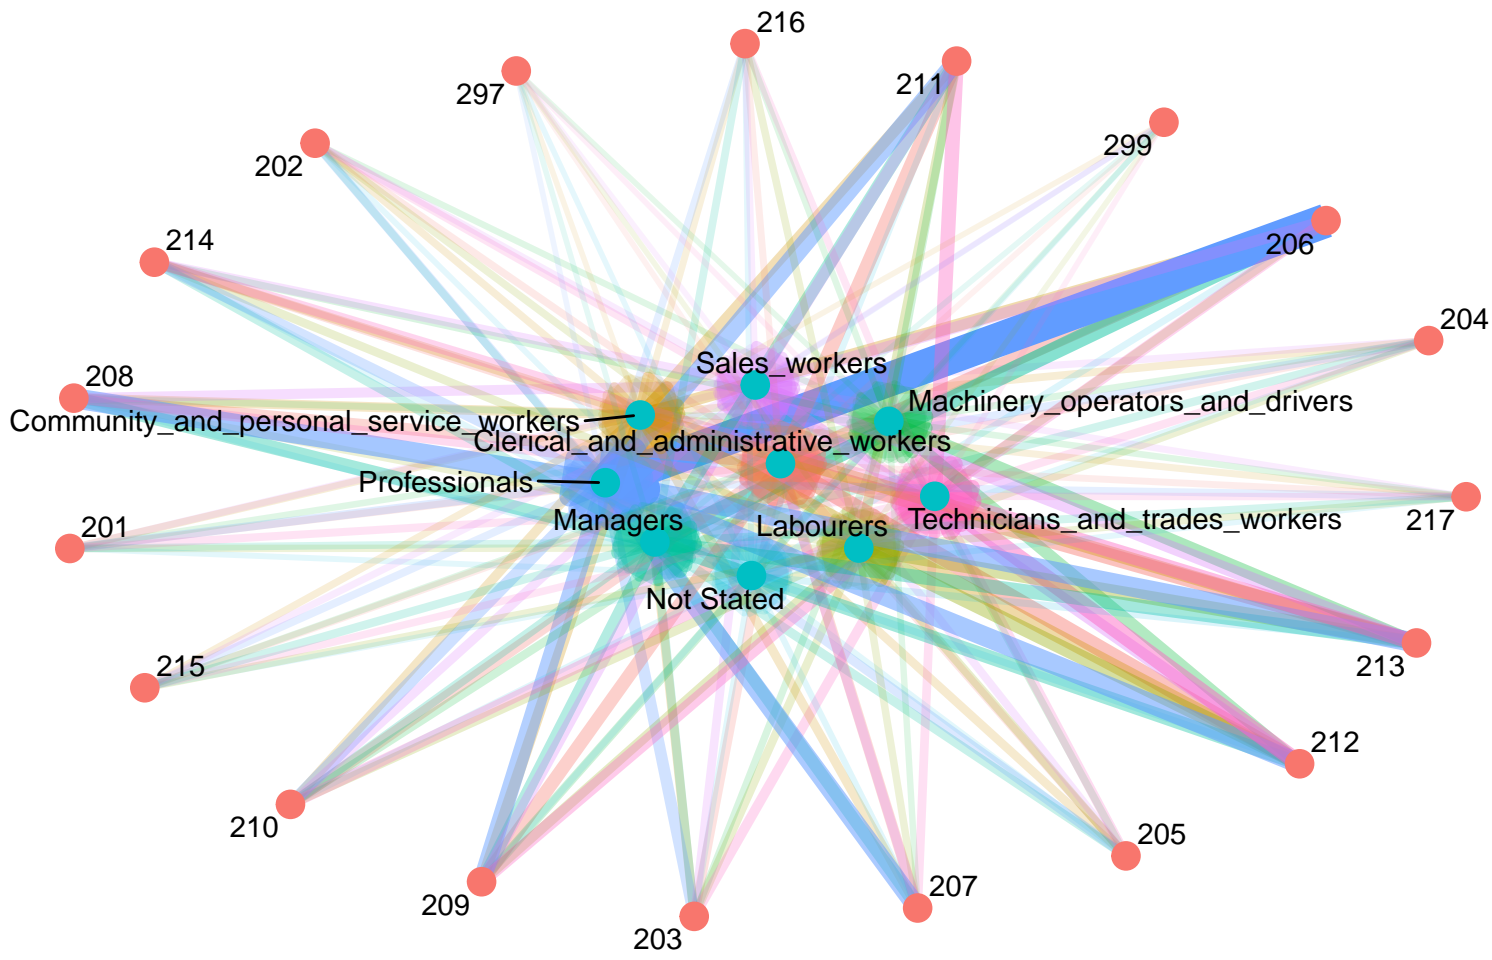 216
211
297
299
202
214
206
204
208
Sales_workers
Machinery_operators_and_drivers
Community_and_personal_service_workers
Clerical_and_administrative_workers
Professionals
217
Managers
Labourers
Technicians_and_trades_workers
201
Not Stated
215
213
212
210
205
209
207
203